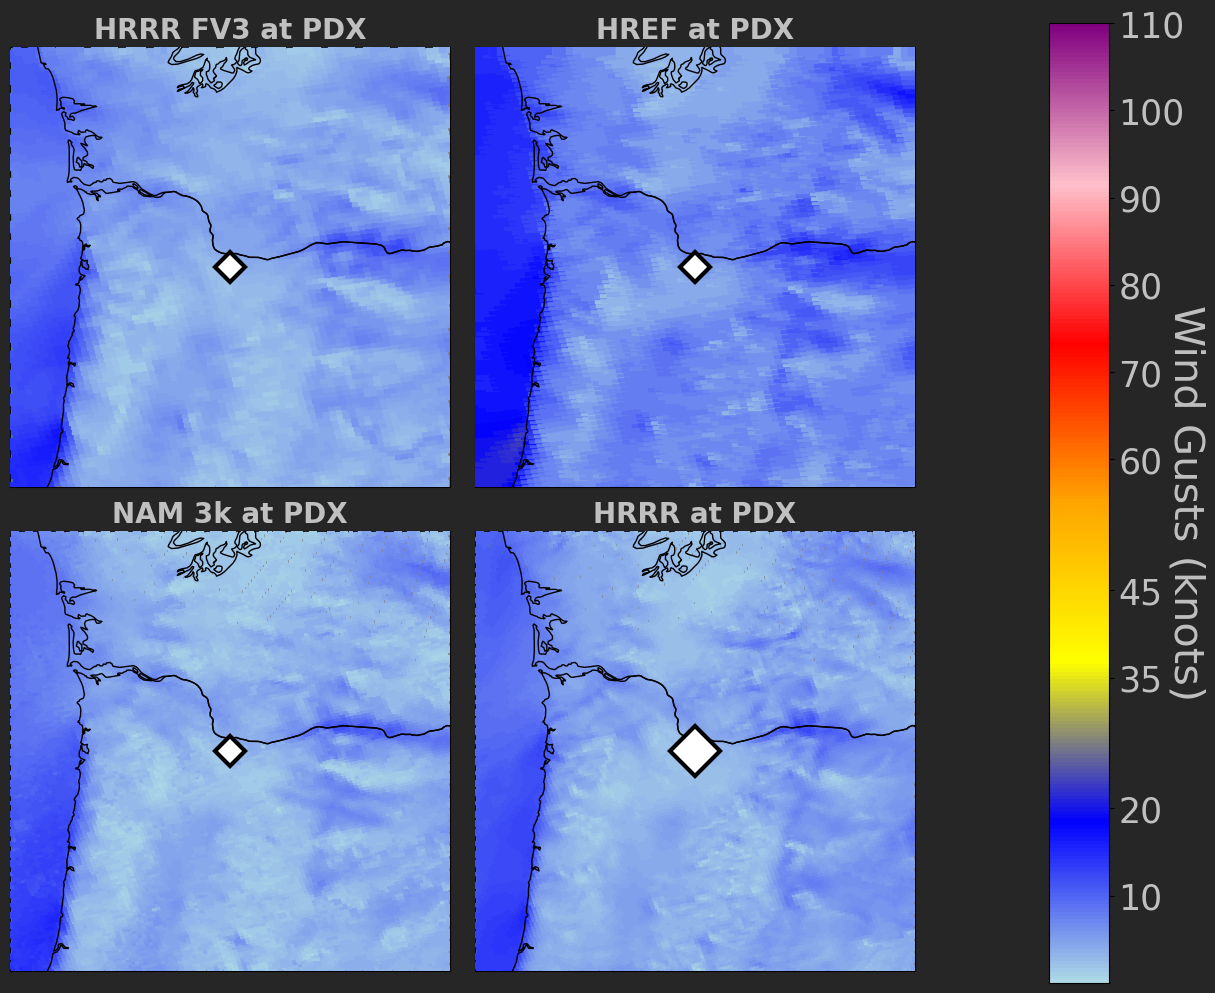 HRRR FV3 at PDX
HREF at PDX
NAM 3k at PDX
HRRR at PDX
110
100
90
80
70
60
45
35
20
10
Wind Gusts (knots)